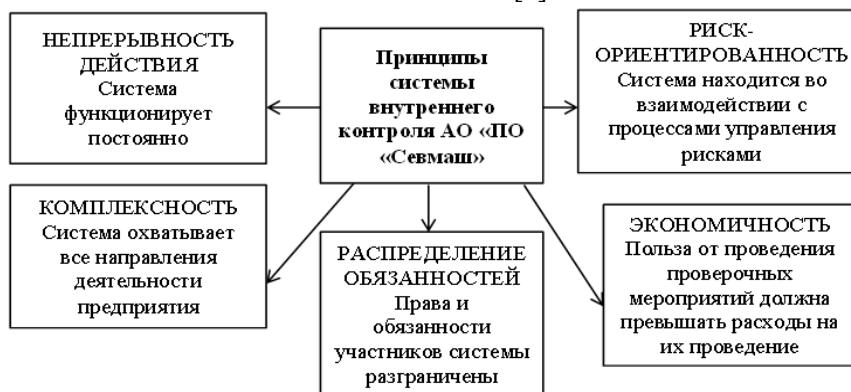 НЕПРЕРЫВНОСТЬ
ДЕЙСТВИЯ
Система
функционирует
постоянно
Принципы
системы
внутреннего
контроля АО «ПО
«Севмаш»
РИСК-
ОРИЕНТИРОВАННОСТЬ
Система находится во
взаимодействии с
процессами управления
рисками
КОМПЛЕКСНОСТЬ
Система охватывает
все направления
деятельности
предприятия
РАСПРЕДЕЛЕНИЕ
ОБЯЗАННОСТЕЙ
Права и
обязанности
участников системы
разграничены
ЭКОНОМИЧНОСТЬ
Польза от проведения
проверочных
мероприятий должна
превышать расходы на
их проведение